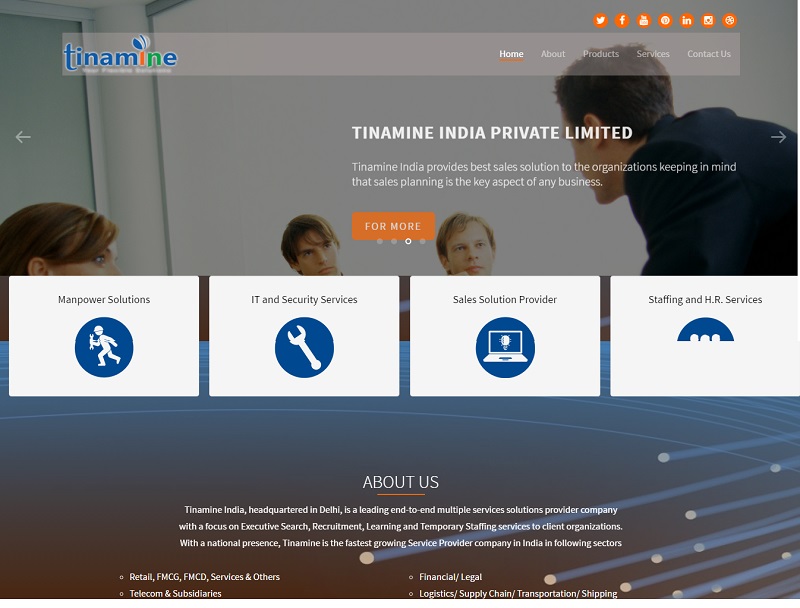 tinamine
Your Possible Solutions
Home About Products Services Contact Us
TINAMINE INDIA PRIVATE LIMITED
Tinamine India provides best sales solution to the organizations keeping in mind
that sales planning is the key aspect of any business.
FOR MORE
Manpower Solutions
IT and Security Services
Sales Solution Provider
Staffing and H.R. Services
ABOUT US
Tinamine India, headquartered in Delhi, is a leading end-to-end multiple services solutions provider company
with a focus on Executive Search, Recruitment, Learning and Temporary Staffing services to client organizations.
With a national presence, Tinamine is the fastest growing Service Provider company in India in following sectors
Retail, FMCG, FMCD, Services & Others
Telecom & Subsidiaries
Financial/ Legal
Logistics/ Supply Chain/ Transportation/ Shipping